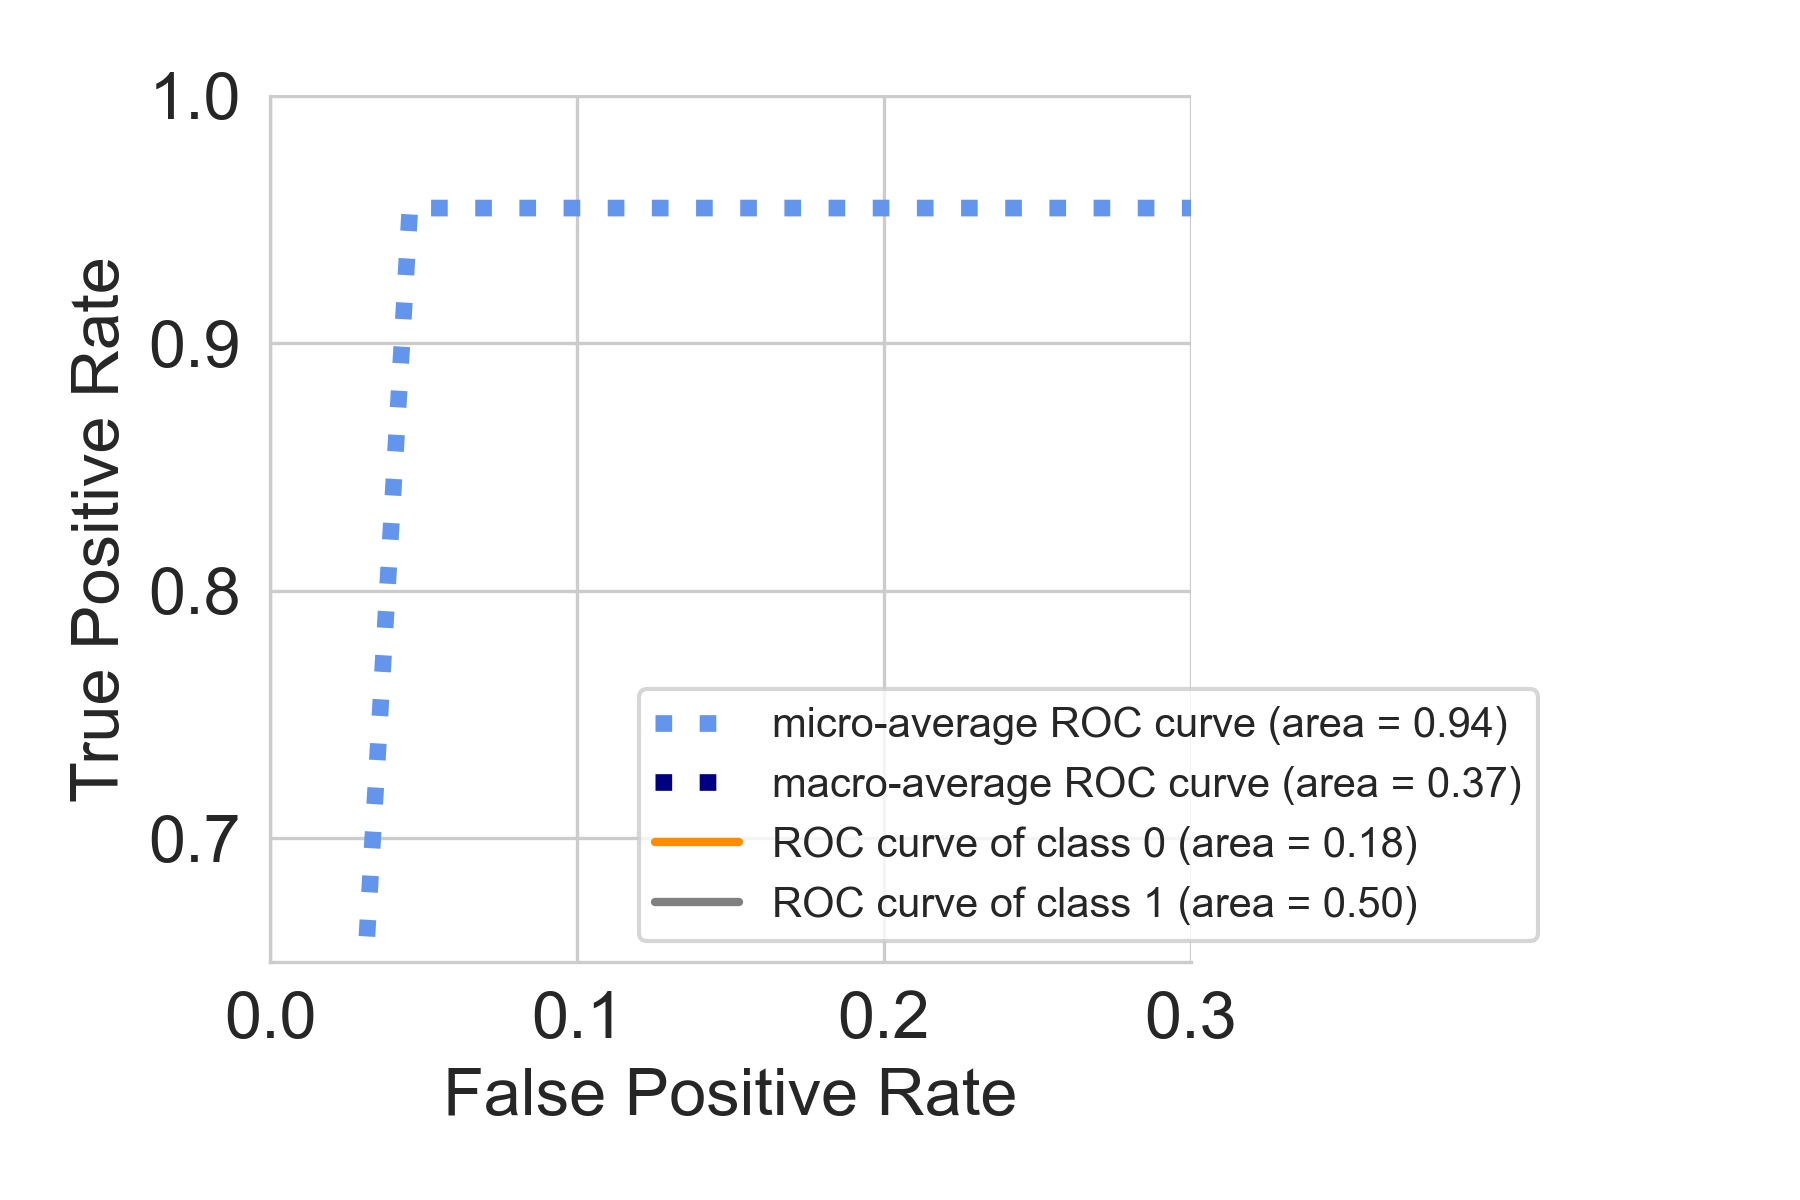 1.0
0.9
0.8
0.7
True Positive Rate
micro-average ROC curve (area = 0.94)
macro-average ROC curve (area = 0.37)
ROC curve of class 0 (area = 0.18)
ROC curve of class 1 (area = 0.50)
0.0 0.1 0.2 0.3
False Positive Rate